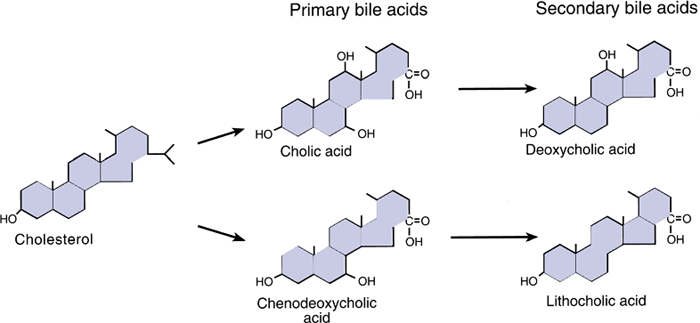 Primary bile acids
Secondary bile acids
OH
C=O
OH
HO
OH
Cholic acid
OH
C=O
OH
HO
Deoxycholic acid
HO
Cholesterol
C=O
OH
HO
OH
Chenodeoxycholic
acid
C=O
OH
HO
Lithocholic acid